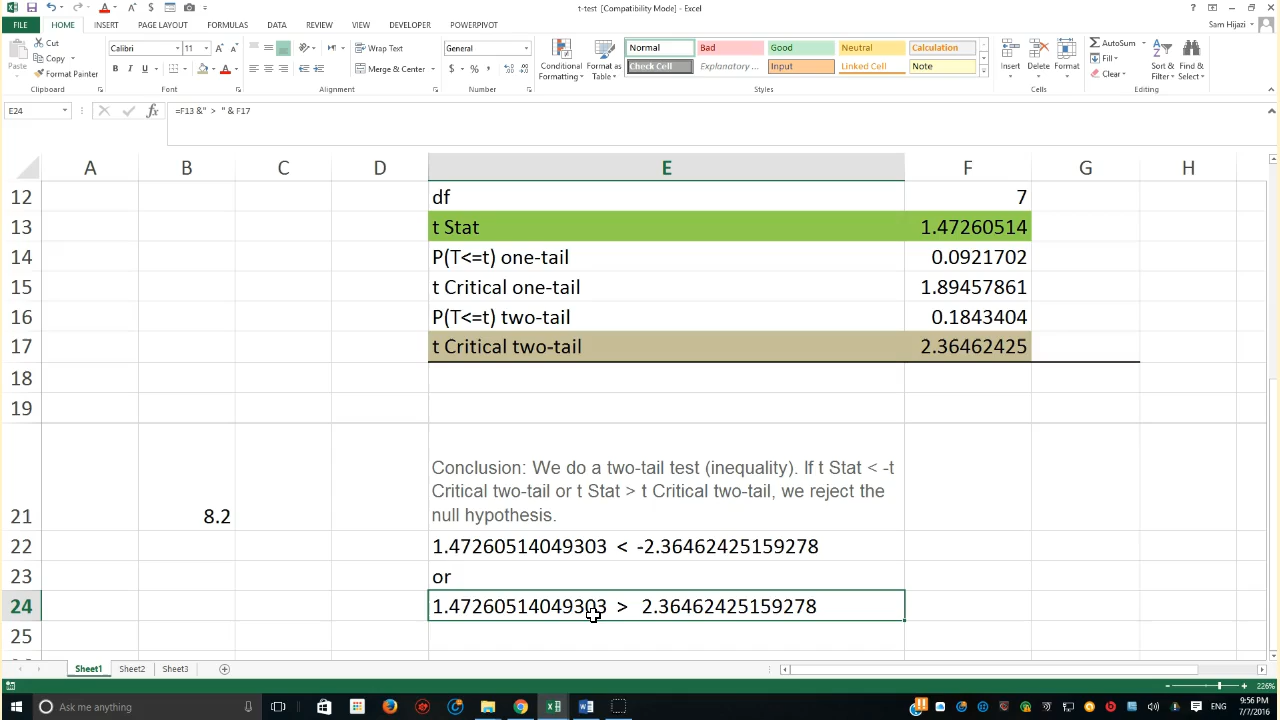 t-test [Compatibility Mode] - Excel
FILE HOME INSERT PAGE LAYOUT FORMULAS DATA REVIEW VIEW DEVELOPER POWERPIVOT
Sam Hijazi
Paste
Cut
Copy
Format Painter
Clipboard
Calibri 11
B I U
Font
Wrap Text
Merge & Center
Alignment
General
$ % ,
Number
Conditional Formatting
Format as Table
Normal Bad Good Neutral Calculation
Check Cell Explanatory ... Input Linked Cell Note
Styles
Insert Delete Format
Cells
AutoSum
Fill
Clear
Sort & Filter
Find & Select
Editing
E24 fx =F13 &" > " & F17
A B C D E F G H
12 df 7
13 t Stat 1.47260514
14 P(T<=t) one-tail 0.0921702
15 t Critical one-tail 1.89457861
16 P(T<=t) two-tail 0.1843404
17 t Critical two-tail 2.36462425
18
19
Conclusion: We do a two-tail test (inequality). If t Stat < -t
Critical two-tail or t Stat > t Critical two-tail, we reject the
null hypothesis.
21 8.2
22 1.47260514049303 < -2.36462425159278
23 or
24 1.47260514049303 > 2.36462425159278
25
Sheet1 Sheet2 Sheet3
226%
Ask me anything
ENG
9:56 PM
7/7/2016